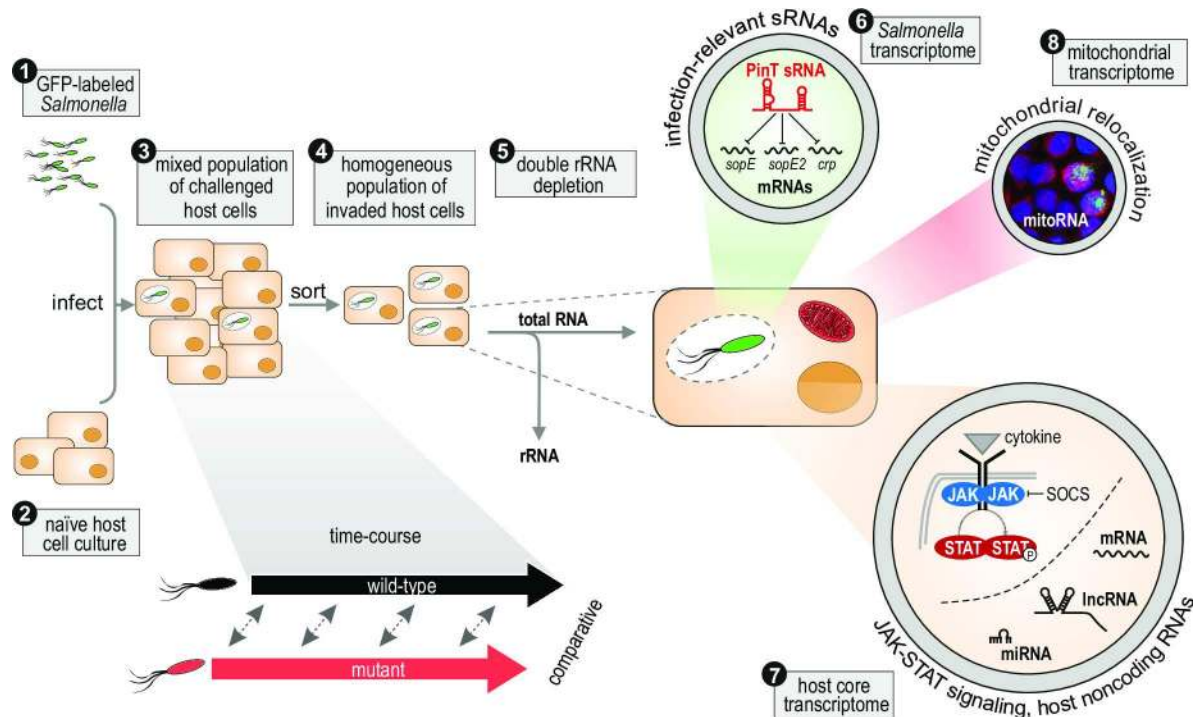 1
GFP-labeled
Salmonella
2
naïve host
cell culture
infect
3
mixed population
of challenged
host cells
sort
4
homogeneous
population of
invaded host cells
5
double rRNA
depletion
total RNA
rRNA
time-course
wild-type
mutant
comparative
6
Salmonella
transcriptome
infection-relevant sRNAs
PinT sRNA
sopE sopE2 crp
mRNAs
8
mitochondrial
transcriptome
mitochondrial relocalization
mitoRNA
cytokine
JAK JAK
SOCS
STAT STAT
P
mRNA
lncRNA
miRNA
JAK-STAT signaling, host noncoding RNAs
7
host core
transcriptome